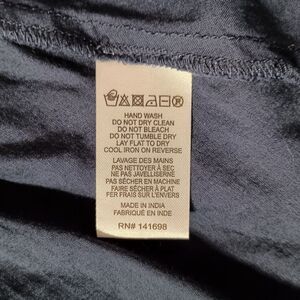 HAND WASH
DO NOT DRY CLEAN
DO NOT BLEACH
DO NOT TUMBLE DRY
LAY FLAT TO DRY
COOL IRON ON REVERSE
LAVAGE DES MAINS
PAS NETTOYER À SEC
NE PAS JAVELLISER
PAS SÉCHER EN MACHINE
FAIRE SÉCHER À PLAT
FER FRAIS SUR L'ENVERS
MADE IN INDIA
FABRIQUÉ EN INDE
RN# 141698